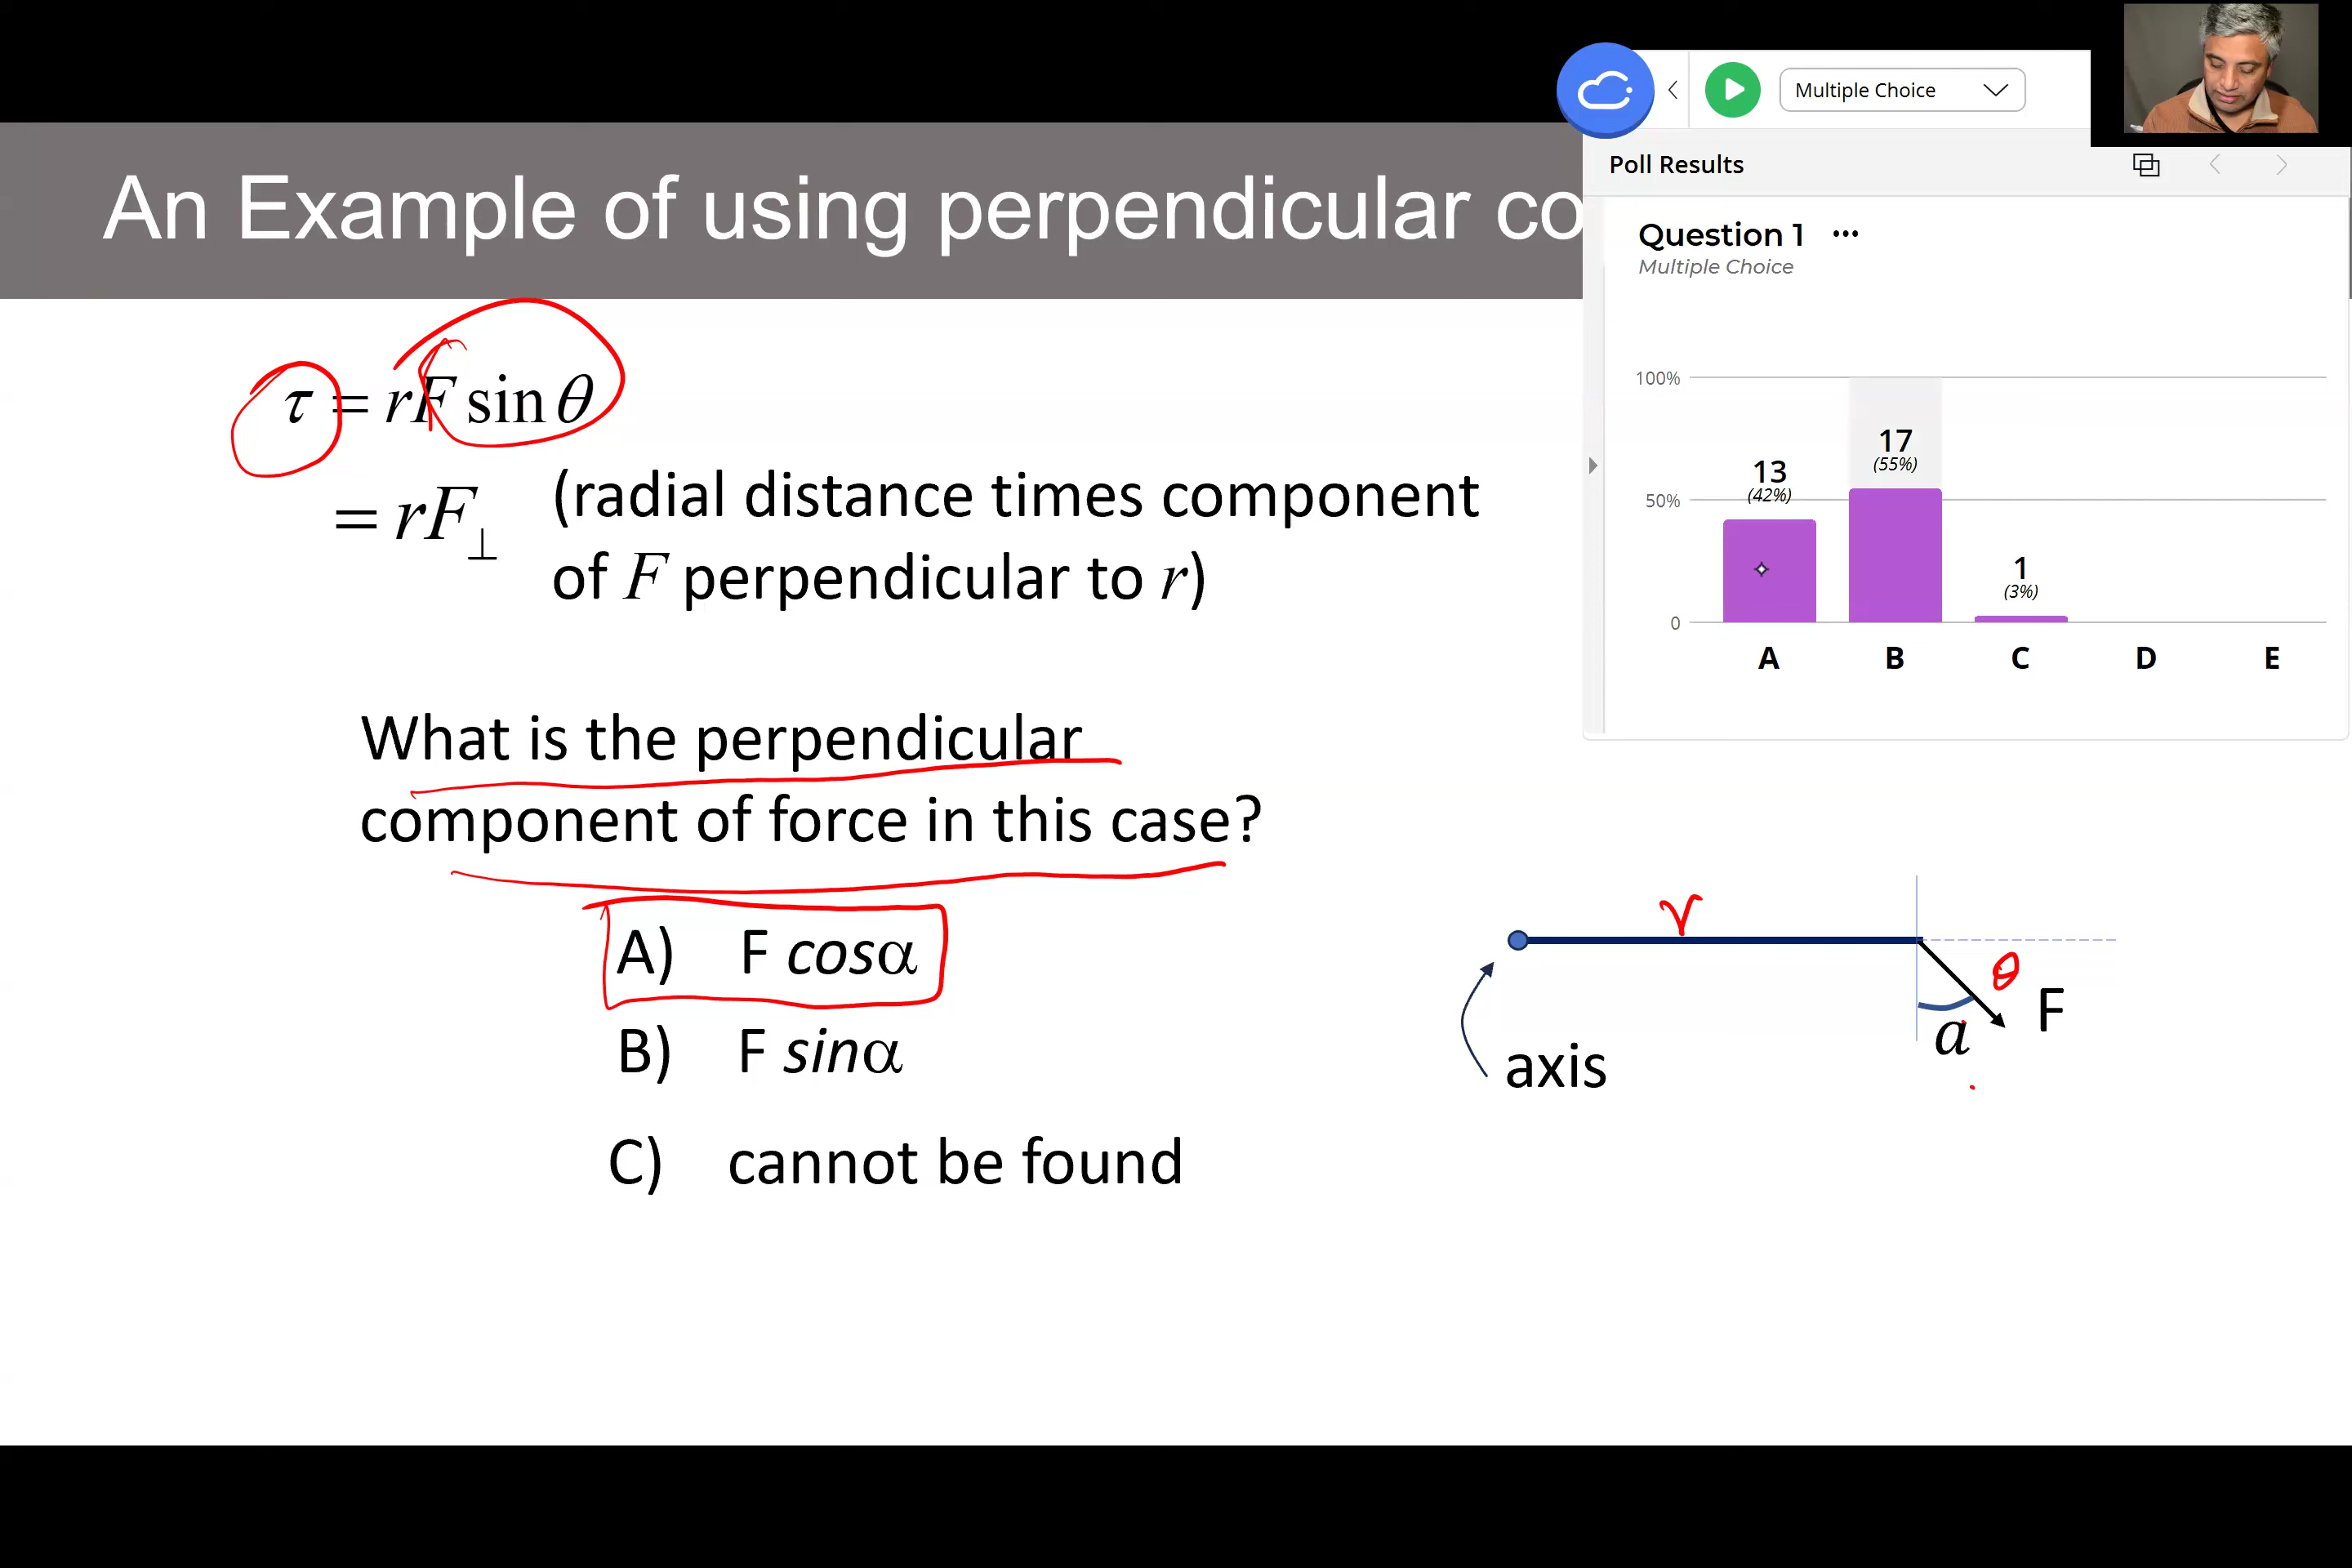 An Example of using perpendicular co
τ = rF sin θ
= rF⊥ (radial distance times component
of F perpendicular to r)
What is the perpendicular
component of force in this case?
A) F cosα
B) F sinα
C) cannot be found
Multiple Choice
Poll Results
Question 1 •••
Multiple Choice
100%
50%
0
13
(42%)
17
(55%)
1
(3%)
A B C D E
r
θ
F
a
axis